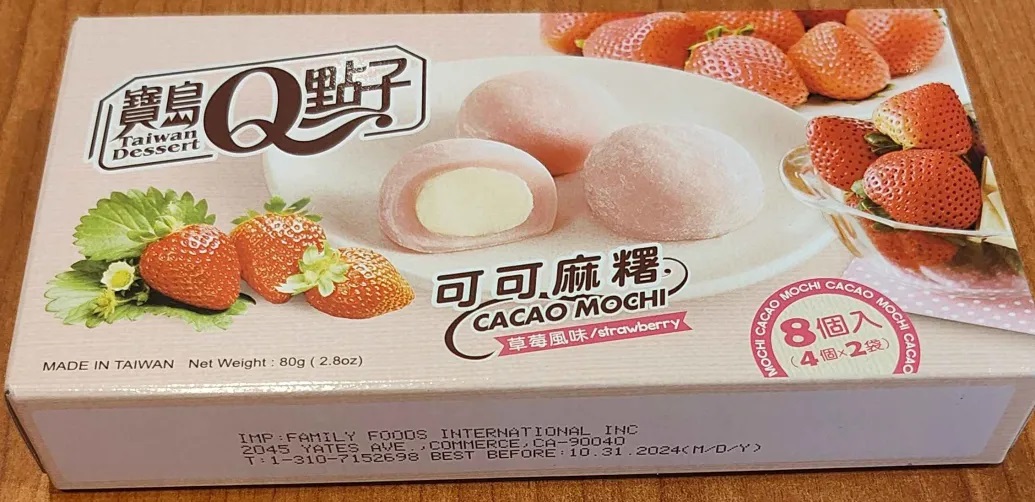 寶島Q點子
Taiwan
Dessert
可可麻糬
CACAO MOCHI
草莓風味/strawberry
MOCHI CACAO MOCHI CACAO MOCHI CACAO
8個入
(4個×2袋)
MADE IN TAIWAN Net Weight : 80g ( 2.8oz)
IMP:FAMILY FOODS INTERNATIONAL INC
2045 YATES AVE.,COMMERCE,CA-90040
T:1-310-7152698 BEST BEFORE:10.31.2024(M/D/Y)